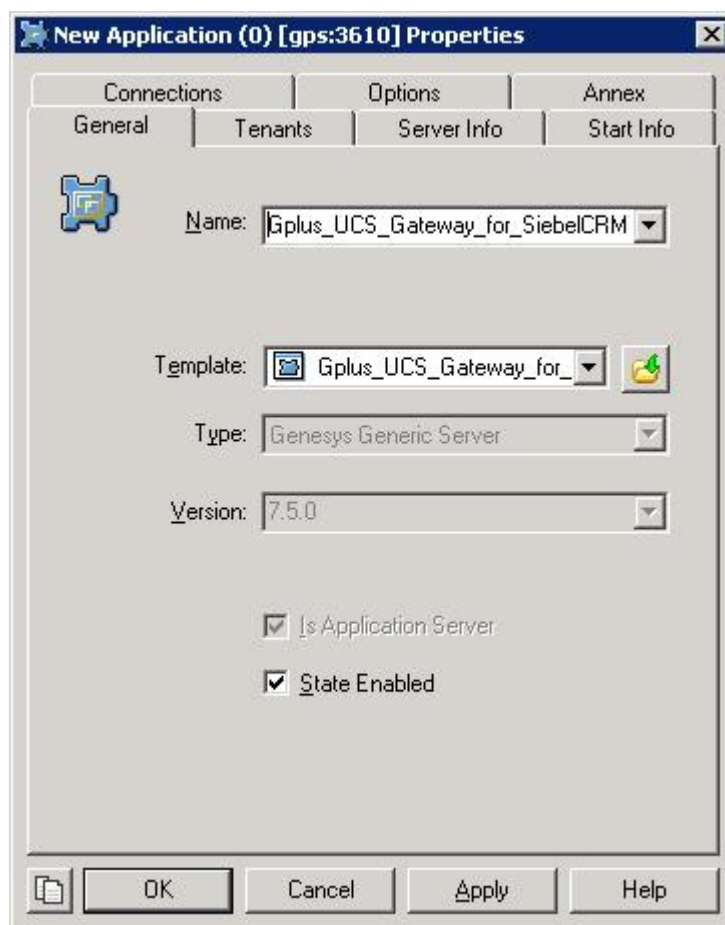 New Application (0) [gps:3610] Properties
Connections Options Annex
General Tenants Server Info Start Info
Name: Gplus_UCS_Gateway_for_SiebelCRM
Template: Gplus_UCS_Gateway_for_
Type: Genesys Generic Server
Version: 7.5.0
Is Application Server
State Enabled
OK Cancel Apply Help